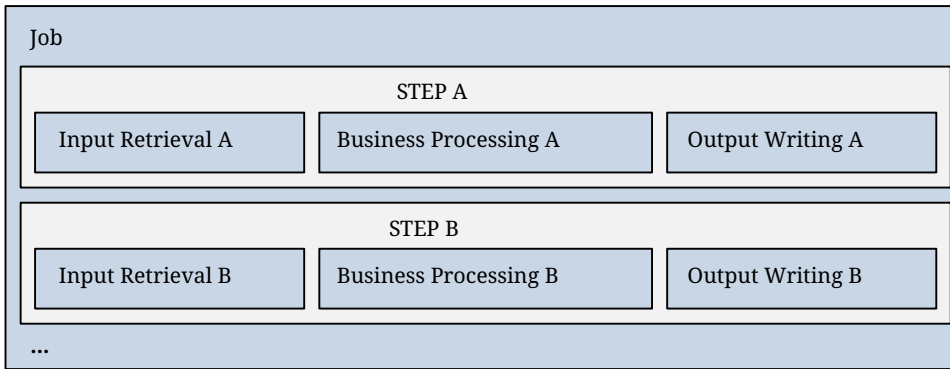 Job
STEP A
Input Retrieval A
Business Processing A
Output Writing A
STEP B
Input Retrieval B
Business Processing B
Output Writing B
...